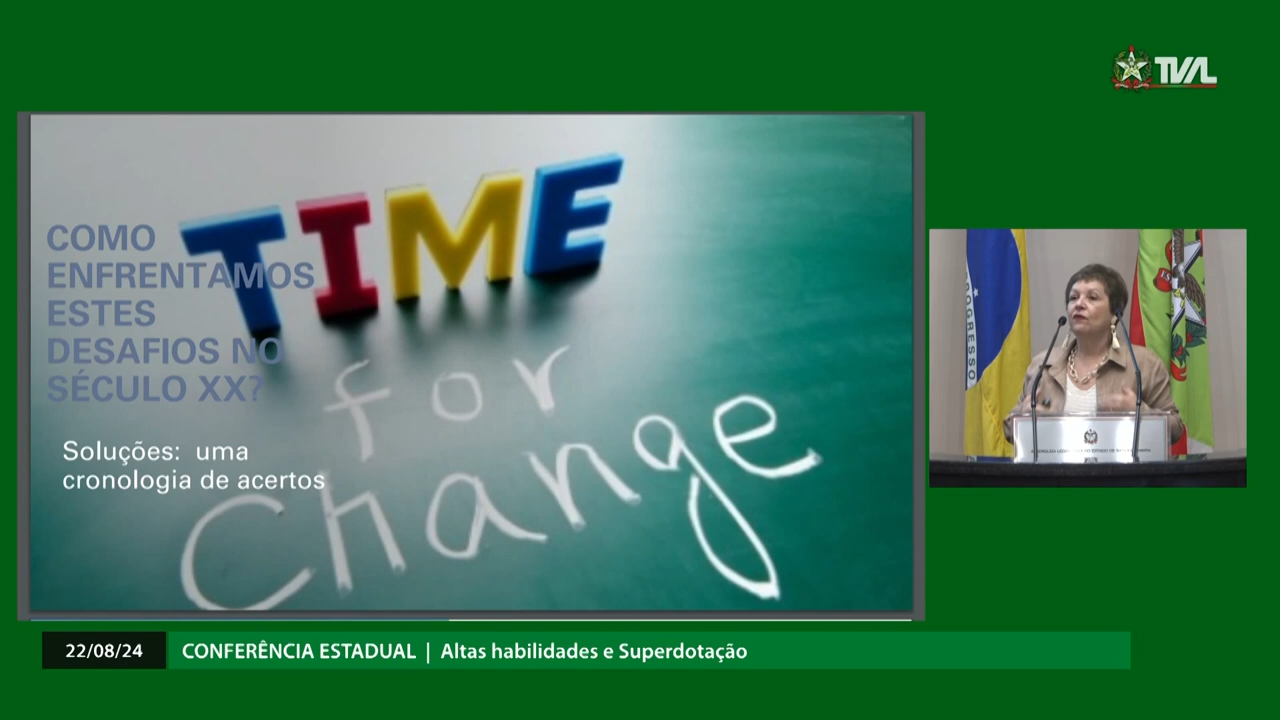 TVAL
TIME
for
Change
COMO
ENFRENTAMOS
ESTES
DESAFIOS NO
SÉCULO XX?
Soluções: uma
cronologia de acertos
PROGRESSO
22/08/24
CONFERÊNCIA ESTADUAL | Altas habilidades e Superdotação